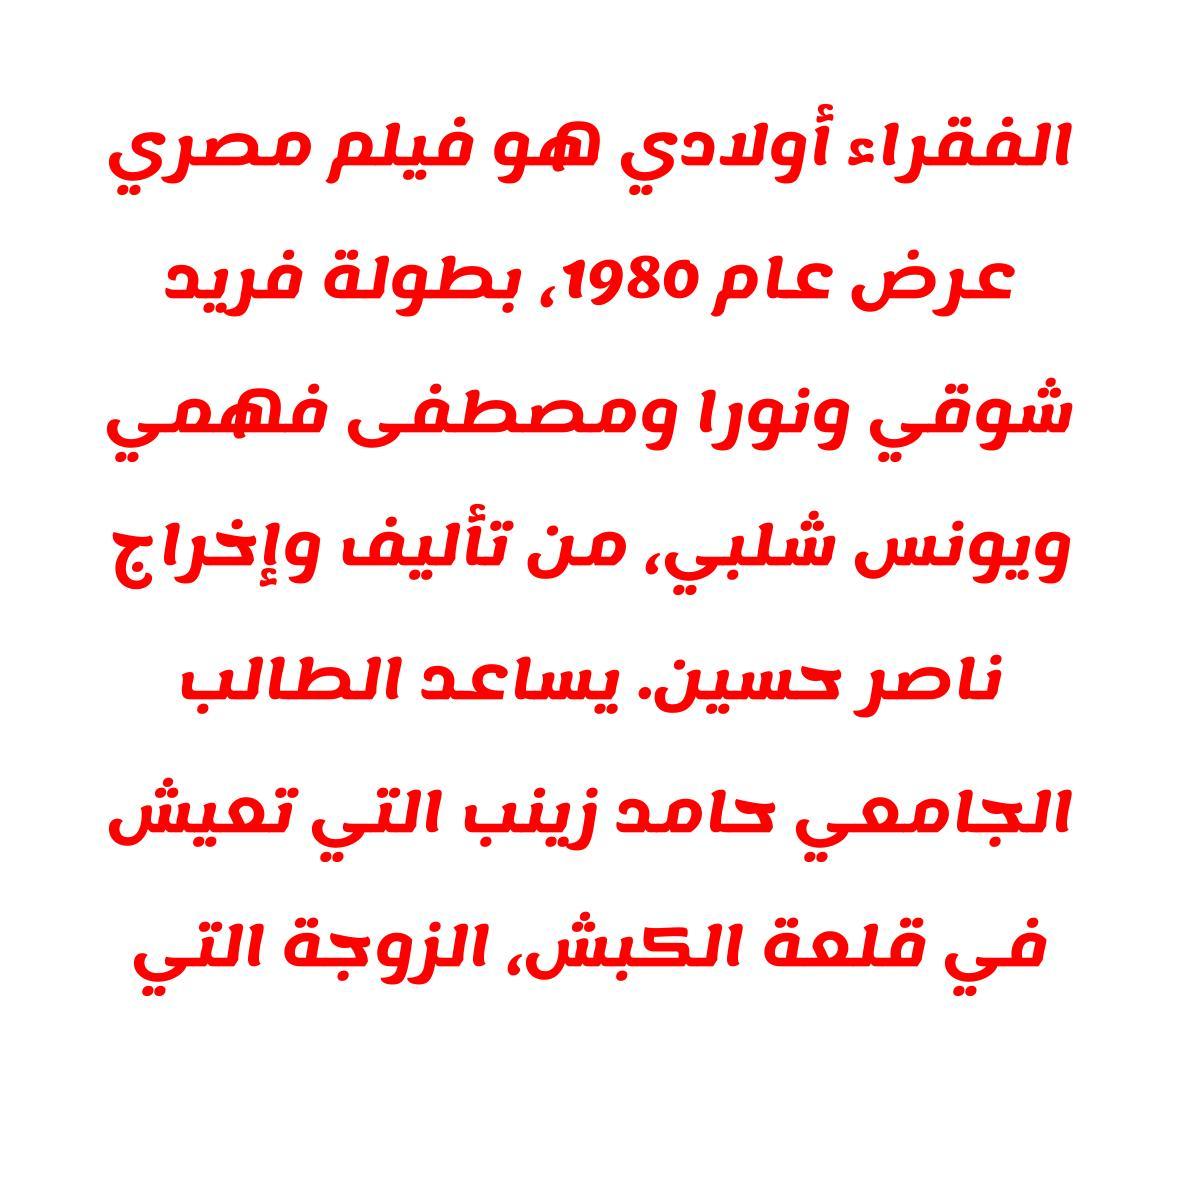 الفقراء أولادي هو فيلم مصري
عرض عام 1980، بطولة فريد
شوقي ونورا ومصطفى فهمي
ويونس شلبي، من تأليف وإخراج
ناصر حسين. يساعد الطالب
الجامعي حامد زينب التي تعيش
في قلعة الكبش، الزوجة التي